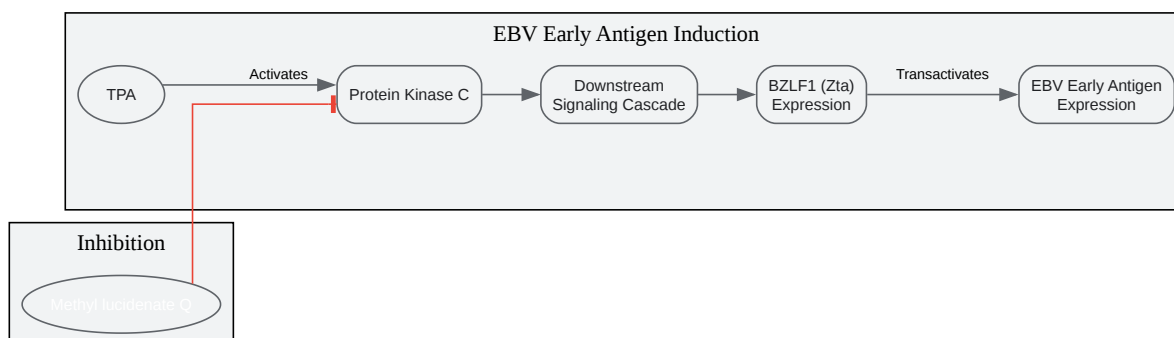 EBV Early Antigen Induction
TPA
Activates
Protein Kinase C
Downstream
Signaling Cascade
BZLF1 (Zta)
Expression
Transactivates
EBV Early Antigen
Expression
Inhibition
Methyl lucidenate Q